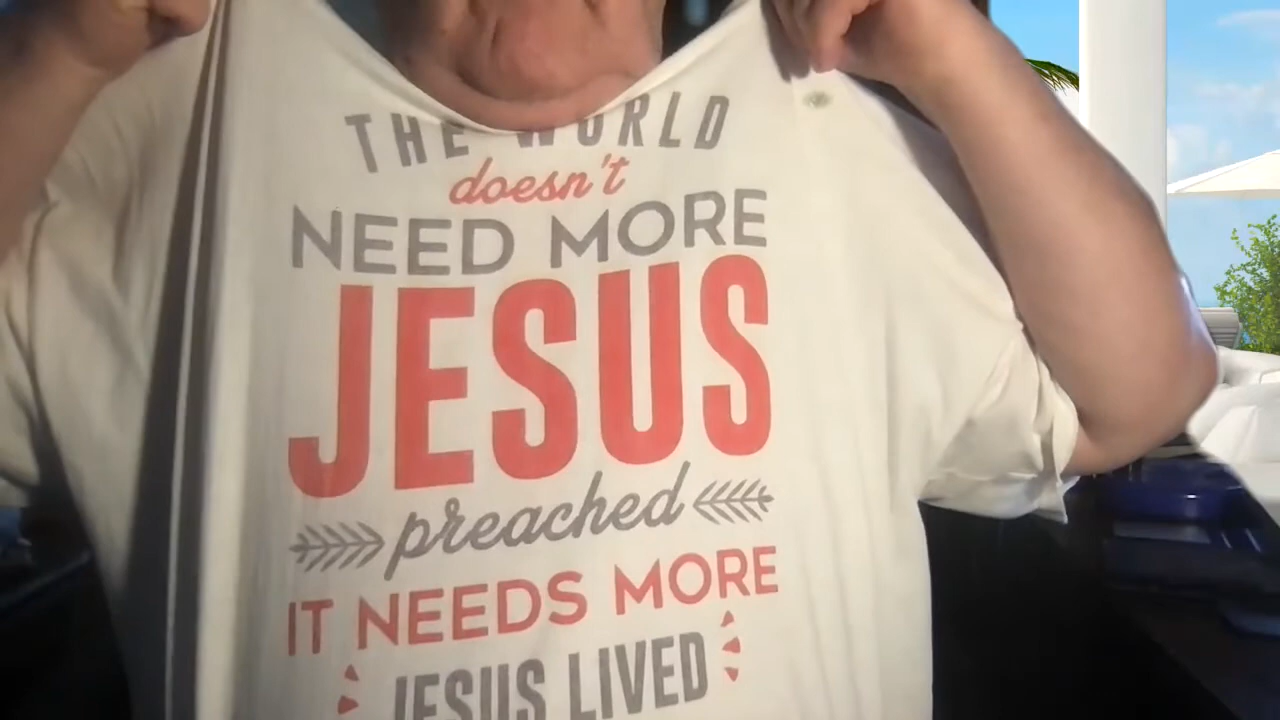 THE WORLD
doesn't
NEED MORE
JESUS
preached
IT NEEDS MORE
JESUS LIVED